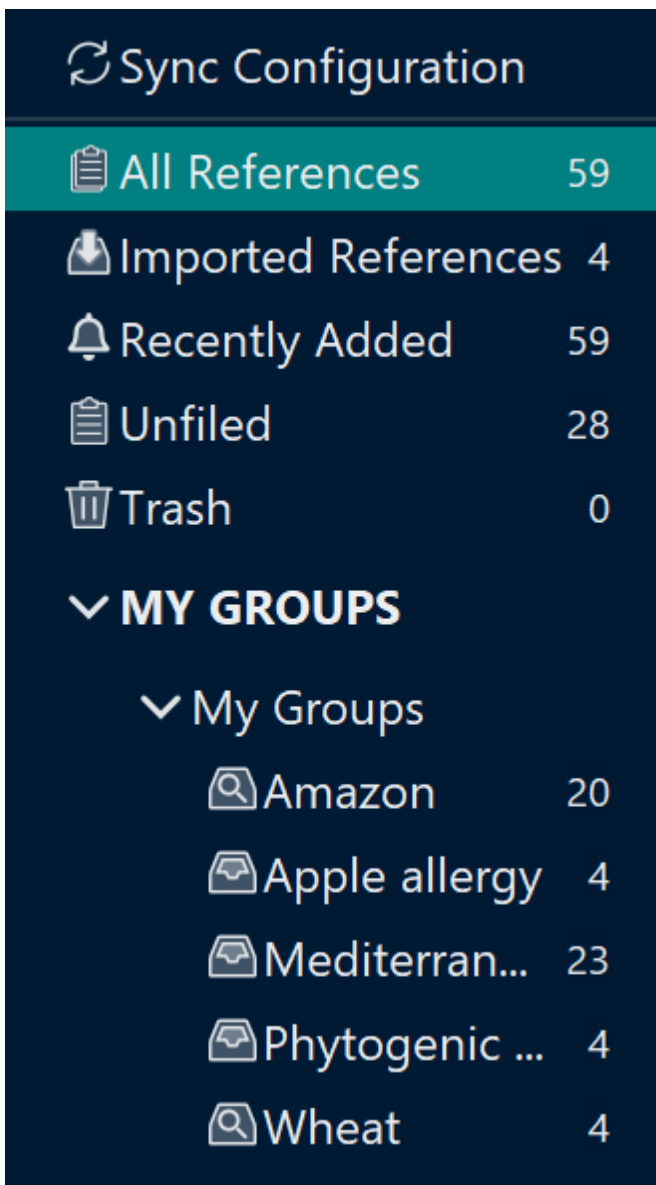 Sync Configuration
All References 59
Imported References 4
Recently Added 59
Unfiled 28
Trash 0
MY GROUPS
My Groups
Amazon 20
Apple allergy 4
Mediterran... 23
Phytogenic ... 4
Wheat 4